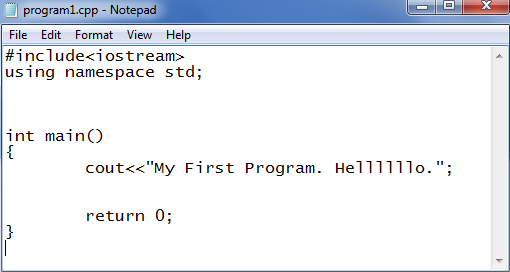 program1.cpp - Notepad
File Edit Format View Help
#include<iostream>
using namespace std;
int main()
{
cout<<"My First Program. Hellllllo.";
return 0;
}